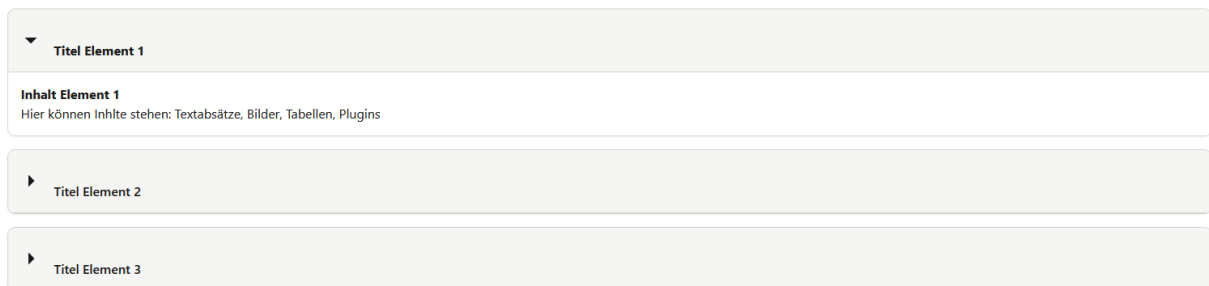 Titel Element 1
Inhalt Element 1
Hier können Inhlte stehen: Textabsätze, Bilder, Tabellen, Plugins
Titel Element 2
Titel Element 3